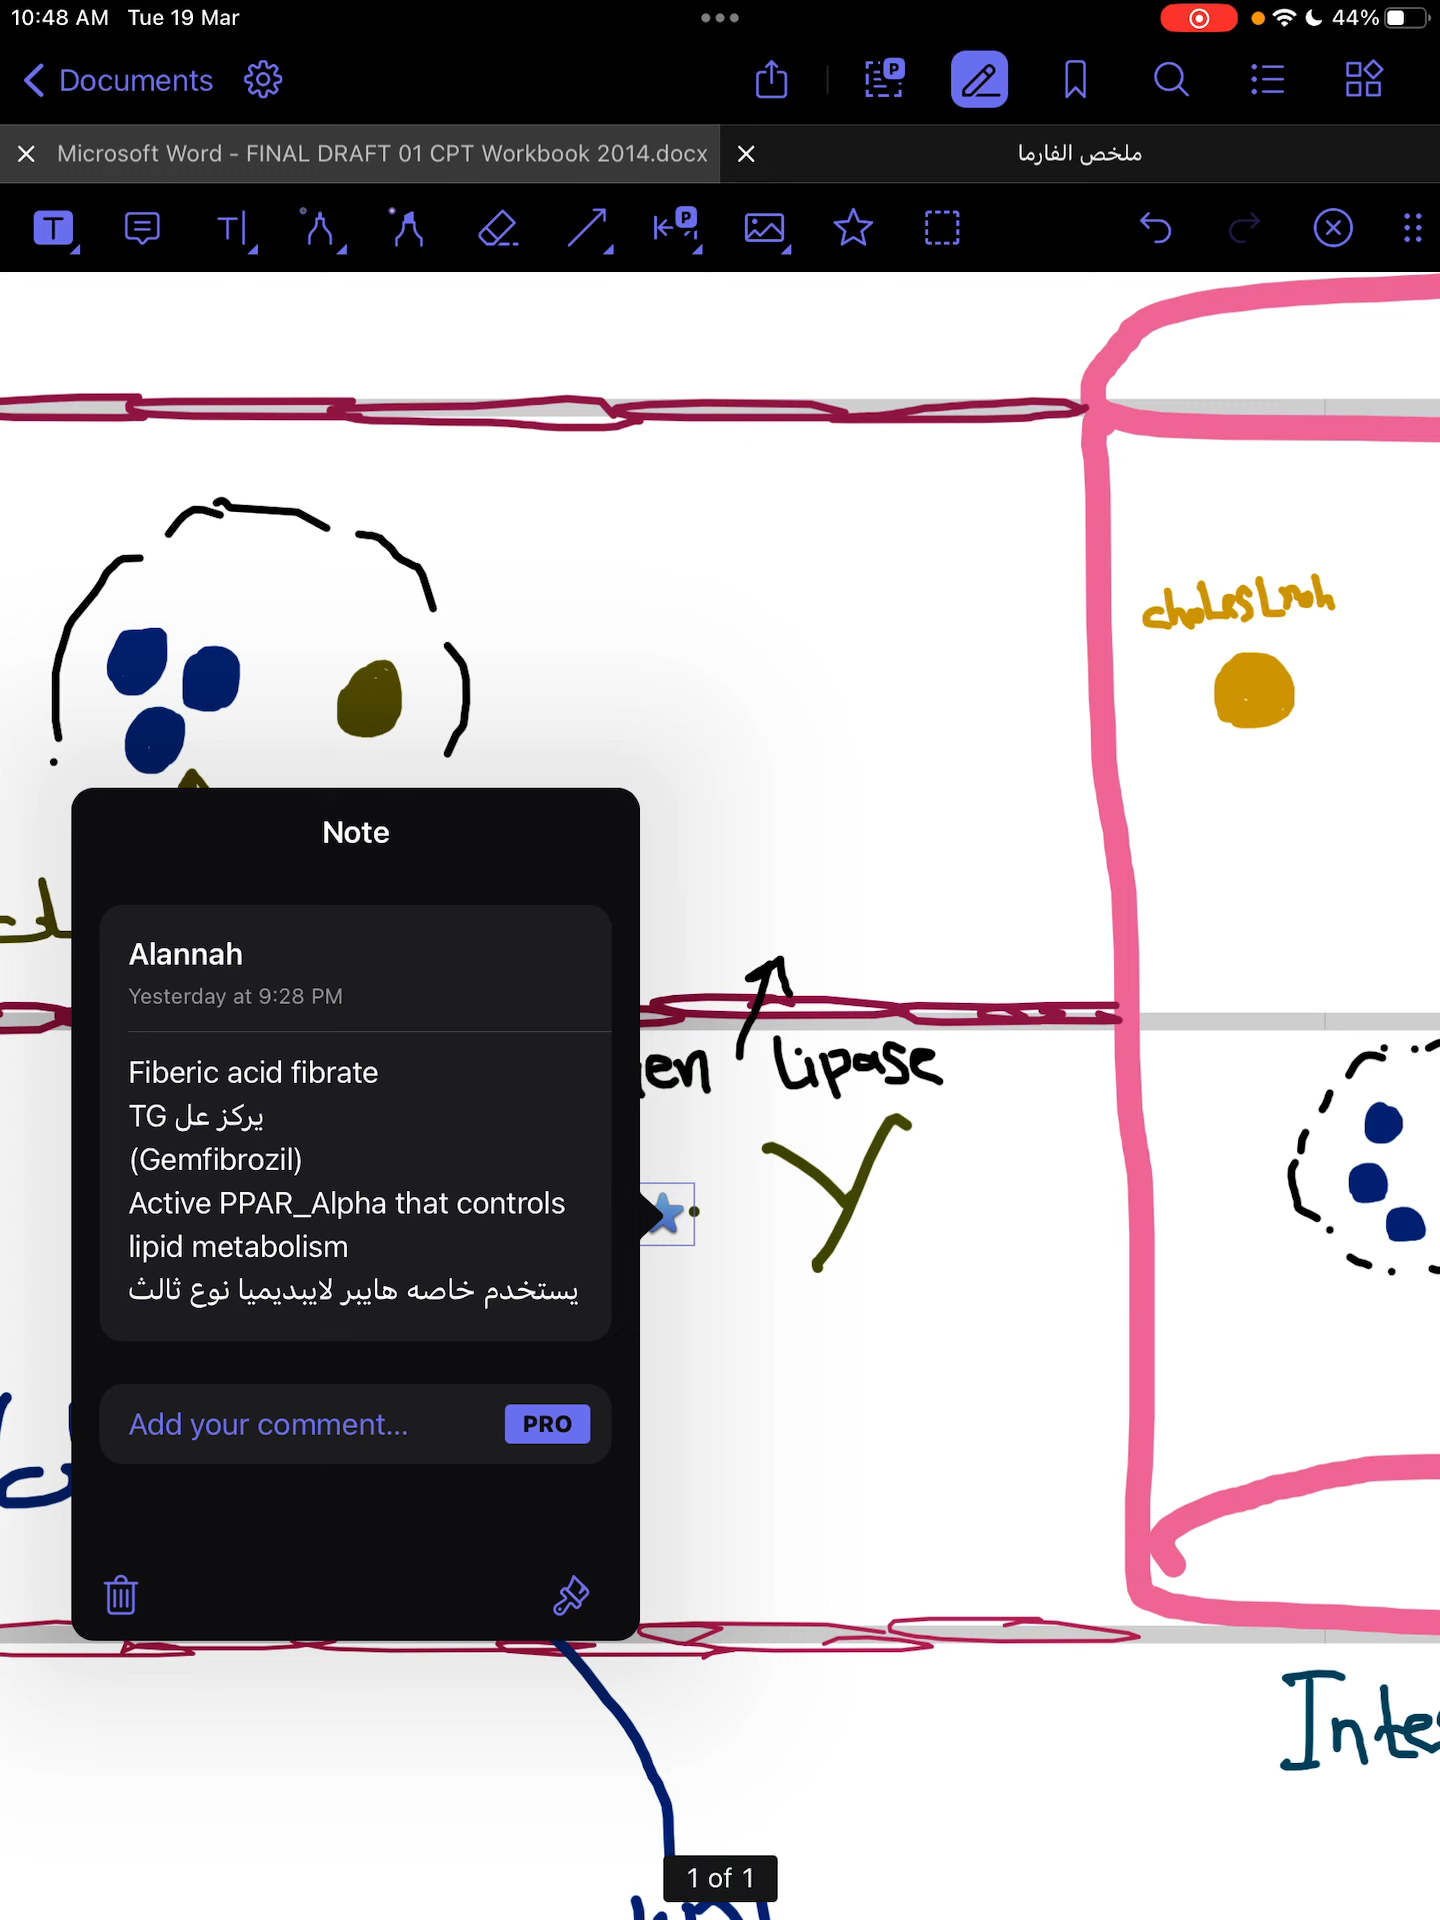 10:48 AM Tue 19 Mar
44%
Documents
Microsoft Word - FINAL DRAFT 01 CPT Workbook 2014.docx
ملخص الفارما
Note
Alannah
Yesterday at 9:28 PM
Fiberic acid fibrate
TG يركز عل
(Gemfibrozil)
Active PPAR_Alpha that controls
lipid metabolism
يستخدم خاصه هايبر لايبديميا نوع ثالث
Add your comment...
PRO
en Lipase
Inte
1 of 1